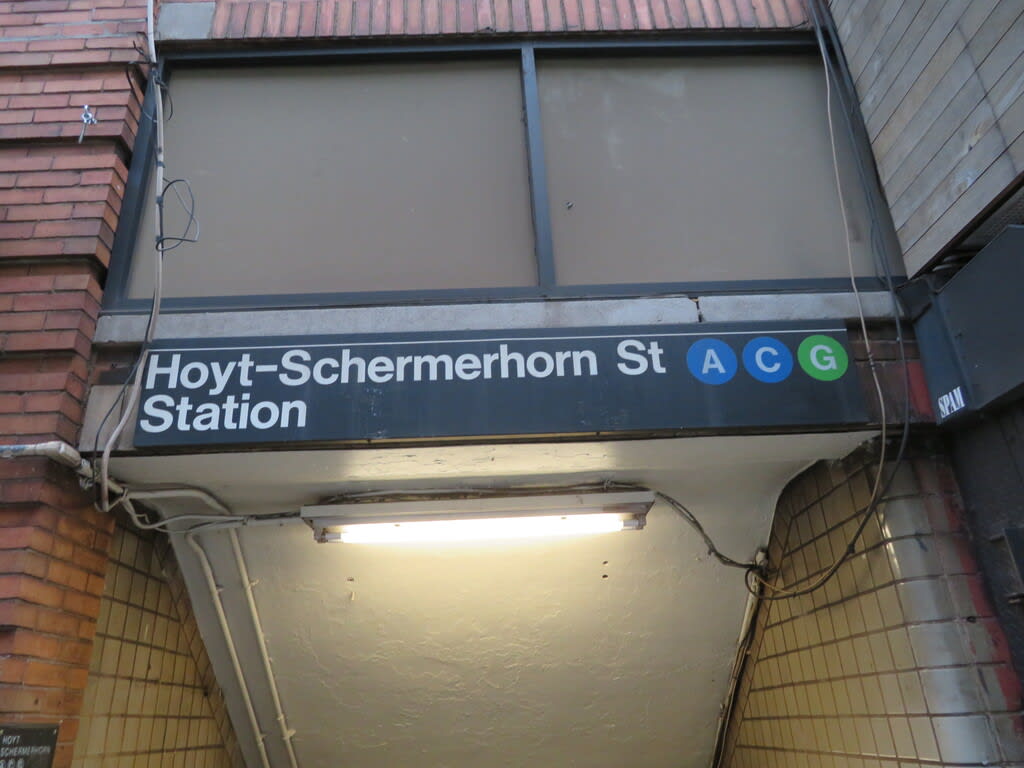 Hoyt-Schermerhorn St A C G
Station
SPAM
HOYT
SCHERMERHORN